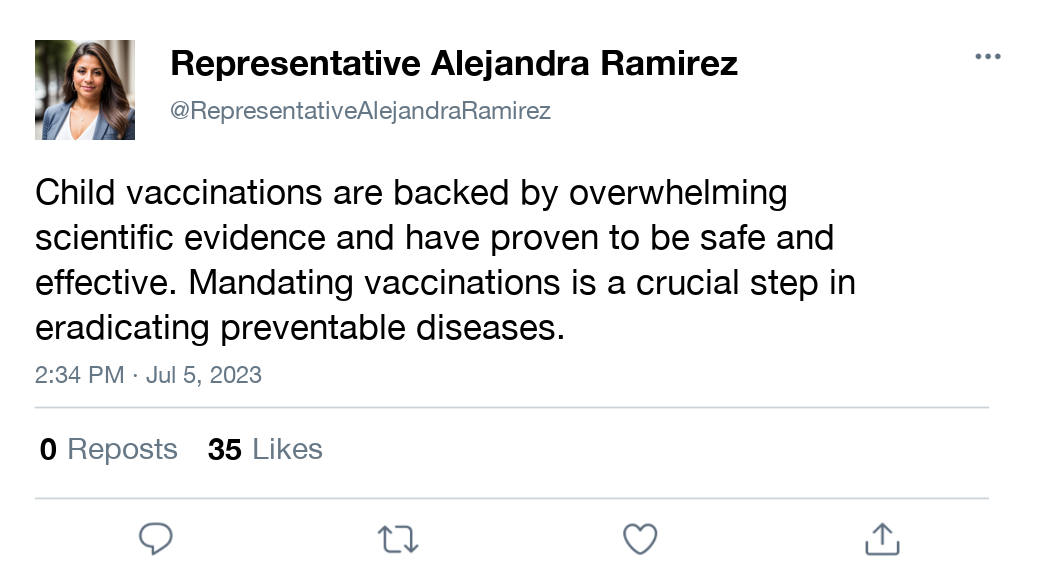 Representative Alejandra Ramirez
@RepresentativeAlejandraRamirez
Child vaccinations are backed by overwhelming
scientific evidence and have proven to be safe and
effective. Mandating vaccinations is a crucial step in
eradicating preventable diseases.
2:34 PM · Jul 5, 2023
0 Reposts 35 Likes